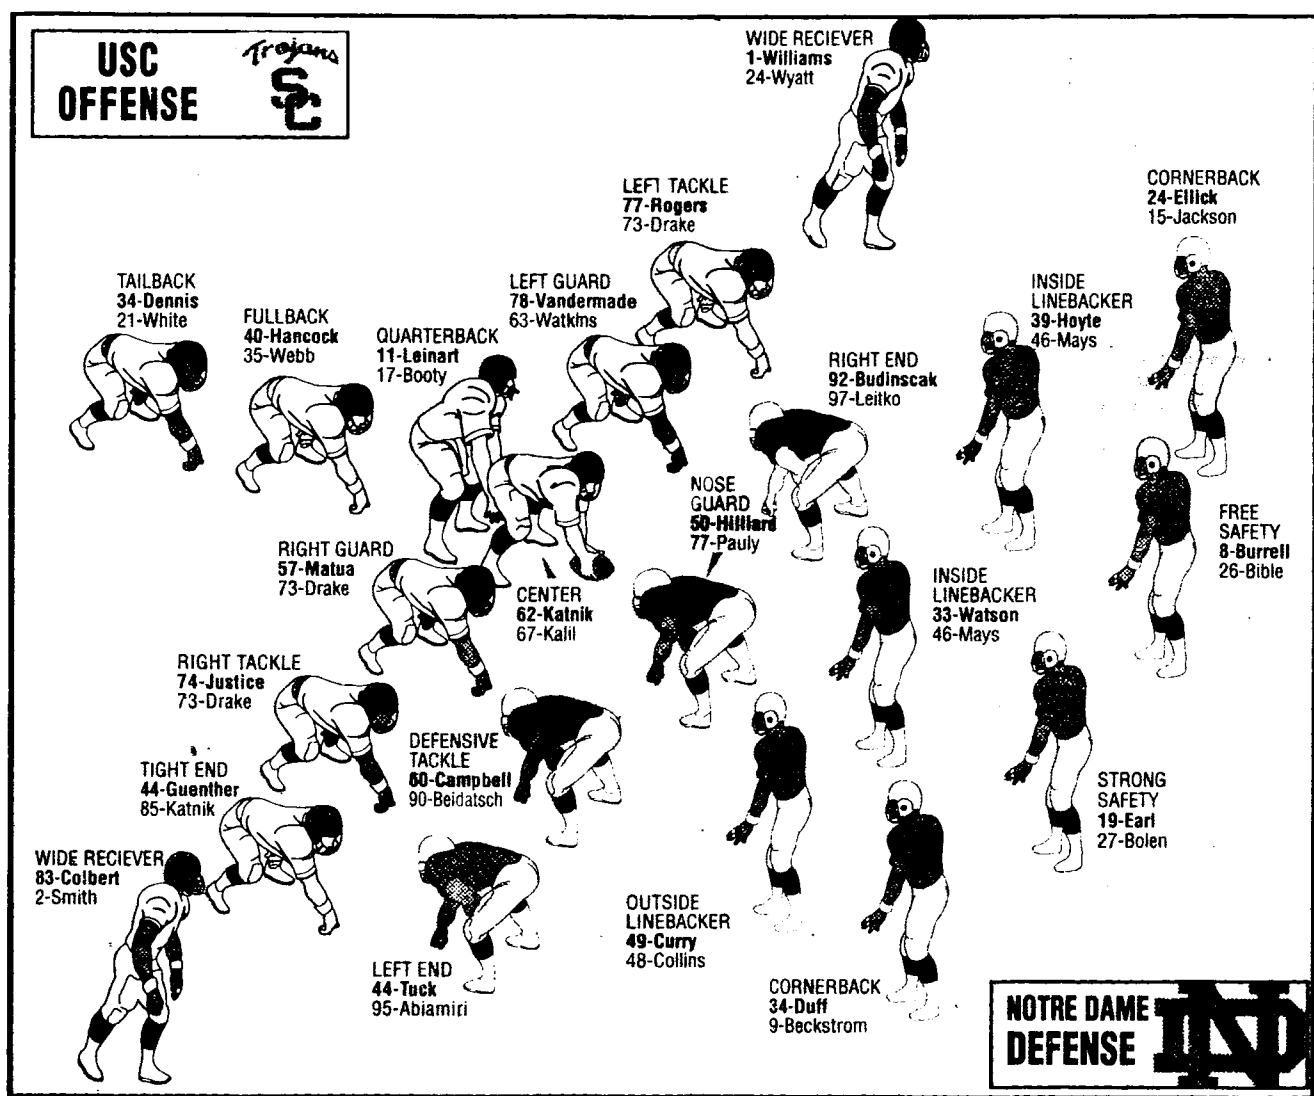 USC
OFFENSE
Trojans
SC
WIDE RECIEVER
1-Williams
24-Wyatt
LEFT TACKLE
77-Rogers
73-Drake
CORNERBACK
24-Ellick
15-Jackson
TAILBACK
34-Dennis
21-White
FULLBACK
40-Hancock
35-Webb
QUARTERBACK
11-Leinart
17-Booty
LEFT GUARD
78-Vandermade
63-Watkins
INSIDE
LINEBACKER
39-Hoyte
46-Mays
RIGHT END
92-Budinscak
97-Leitko
NOSE
GUARD
50-Hilliard
77-Pauly
FREE
SAFETY
8-Burrell
26-Bible
RIGHT GUARD
57-Matua
73-Drake
CENTER
62-Katnik
67-Kalil
INSIDE
LINEBACKER
33-Watson
46-Mays
RIGHT TACKLE
74-Justice
73-Drake
DEFENSIVE
TACKLE
60-Campbell
90-Beidatsch
TIGHT END
44-Guenther
85-Katnik
STRONG
SAFETY
19-Earl
27-Bolen
WIDE RECIEVER
83-Colbert
2-Smith
OUTSIDE
LINEBACKER
49-Curry
48-Collins
LEFT END
44-Tuck
95-Abiamiri
CORNERBACK
34-Duff
9-Beckstrom
NOTRE DAME
DEFENSE
ND